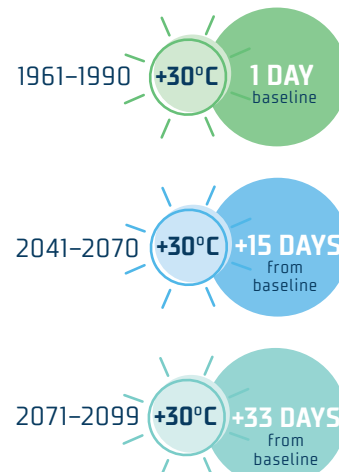 1961–1990
+30°C
1 DAY
baseline
2041–2070
+30°C
+15 DAYS
from
baseline
2071–2099
+30°C
+33 DAYS
from
baseline